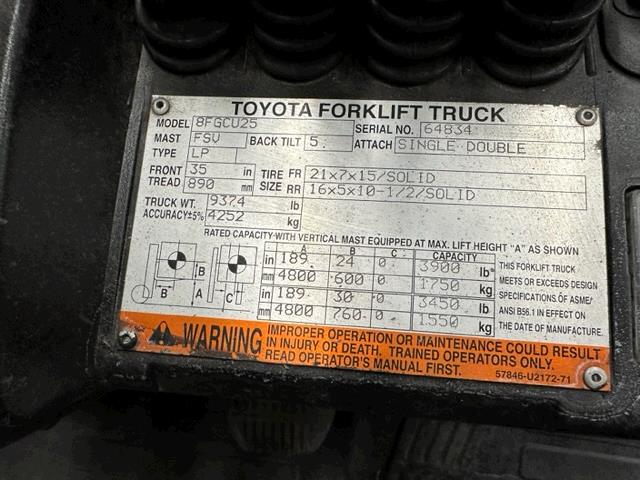 TOYOTA FORKLIFT TRUCK
MODEL 8FGCU25 SERIAL NO. 64834
MAST FSV BACK TILT 5. ATTACH SINGLE DOUBLE
TYPE LP
FRONT TREAD 35 in 890 mm
TIRE SIZE FR 21x7x15/SOLID
RR 16x5x10-1/2/SOLID
TRUCK WT. 9374 lb
ACCURACY±5% 4252 kg
RATED CAPACITY WITH VERTICAL MAST EQUIPPED AT MAX. LIFT HEIGHT "A" AS SHOWN
A B C CAPACITY
in 189 24 0 3900 lb*
mm 4800 600 0 1750 kg
in 189 30 0 3450 lb
mm 4800 760 0 1550 kg
B B A C
THIS FORKLIFT TRUCK
MEETS OR EXCEEDS DESIGN
SPECIFICATIONS OF ASME/
ANSI B56.1 IN EFFECT ON
THE DATE OF MANUFACTURE.
WARNING
IMPROPER OPERATION OR MAINTENANCE COULD RESULT
IN INJURY OR DEATH. TRAINED OPERATORS ONLY.
READ OPERATOR'S MANUAL FIRST.
57846-U2172-71